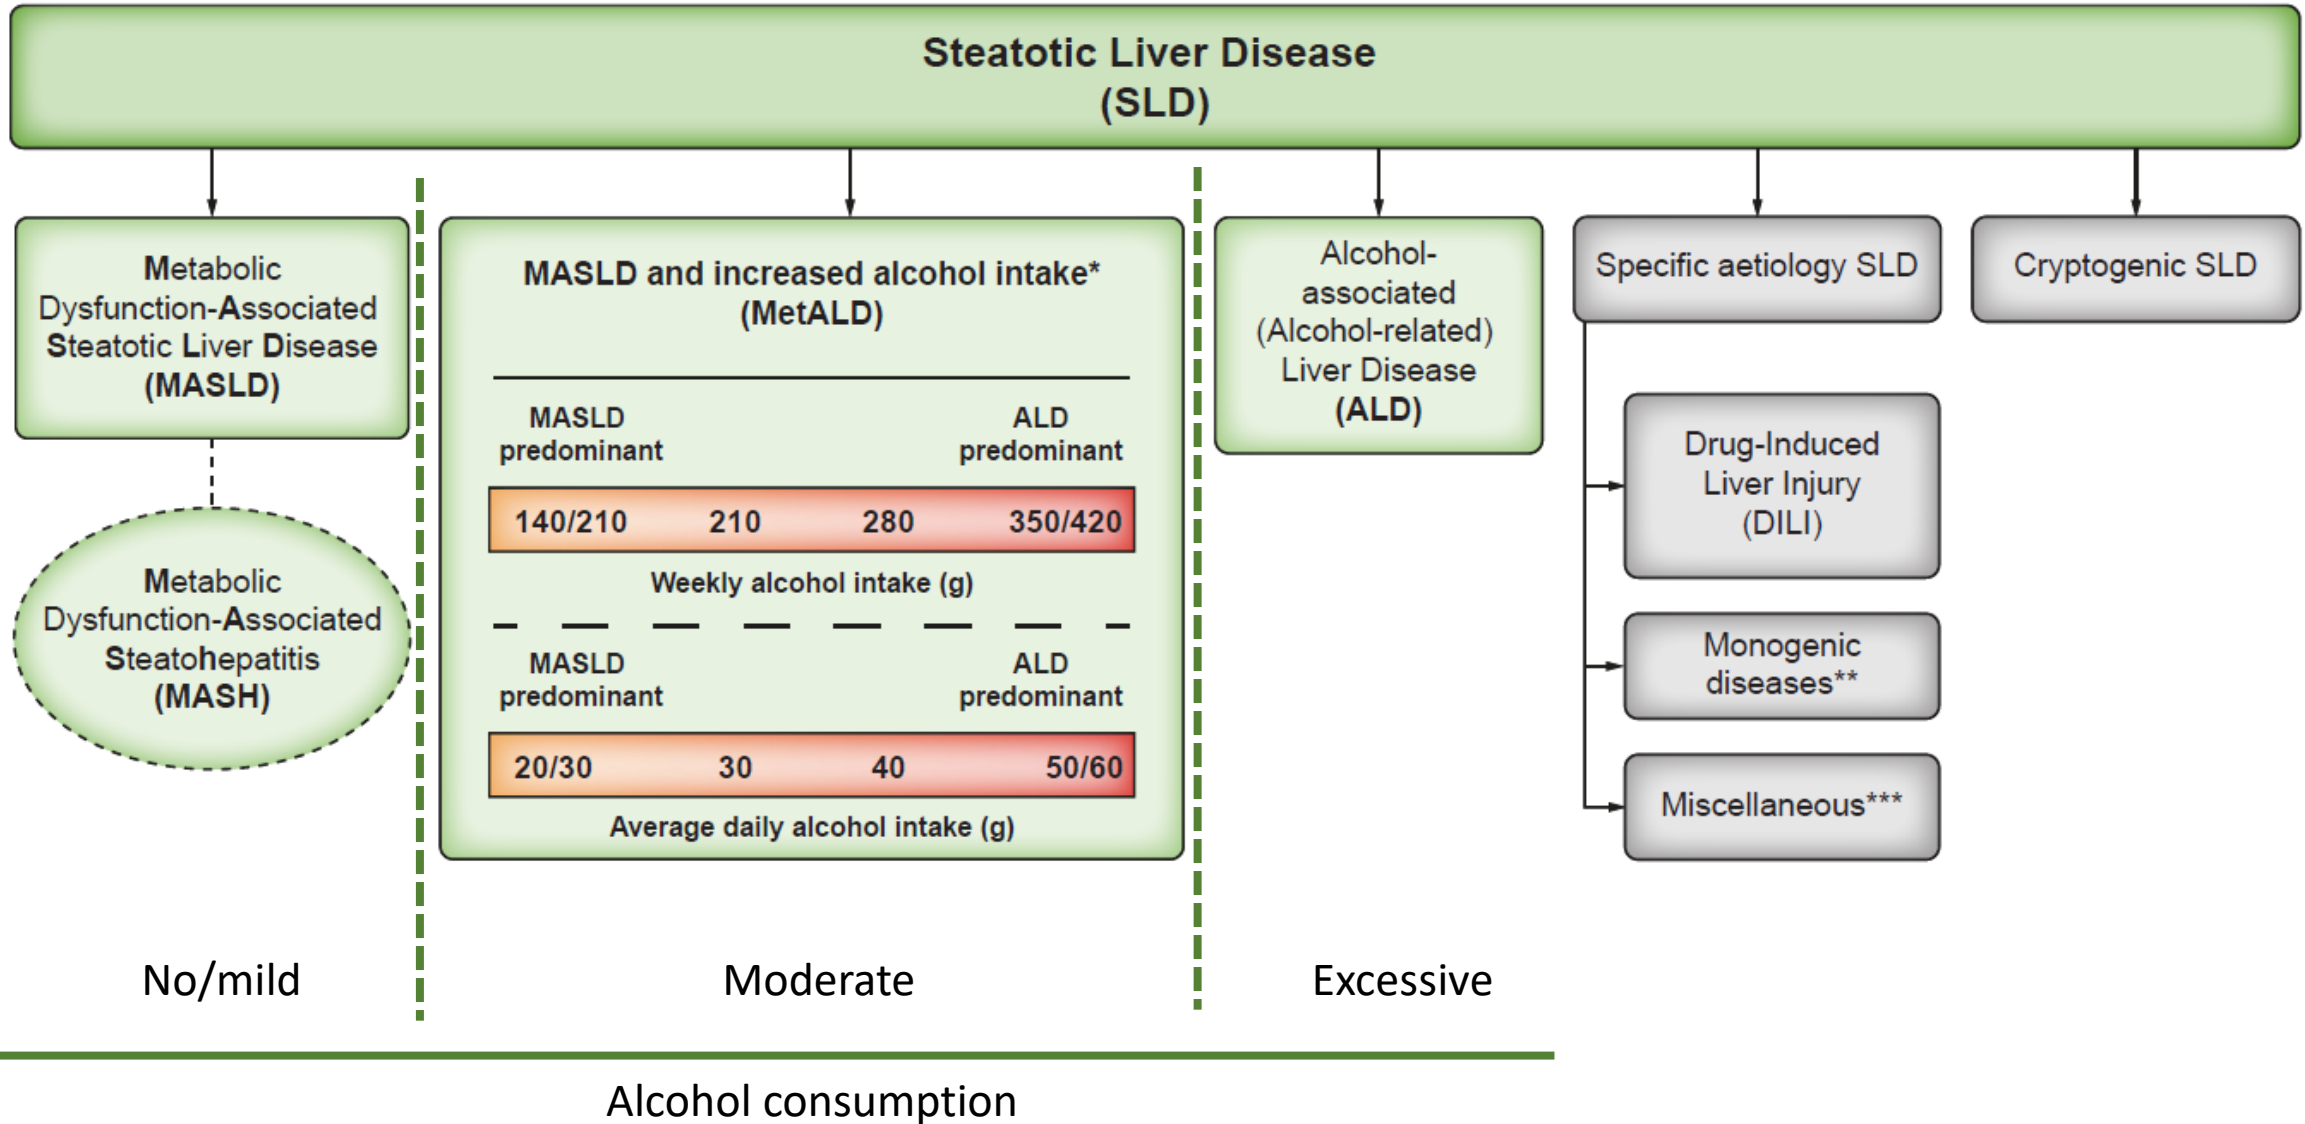 Steatotic Liver Disease
(SLD)
Metabolic
Dysfunction-Associated
Steatotic Liver Disease
(MASLD)
Metabolic
Dysfunction-Associated
Steatohepatitis
(MASH)
MASLD and increased alcohol intake*
(MetALD)
MASLD predominant
ALD predominant
140/210 210 280 350/420
Weekly alcohol intake (g)
MASLD predominant
ALD predominant
20/30 30 40 50/60
Average daily alcohol intake (g)
Alcohol-
associated
(Alcohol-related)
Liver Disease
(ALD)
Specific aetiology SLD
Drug-Induced
Liver Injury
(DILI)
Monogenic
diseases**
Miscellaneous***
Cryptogenic SLD
No/mild
Moderate
Excessive
Alcohol consumption